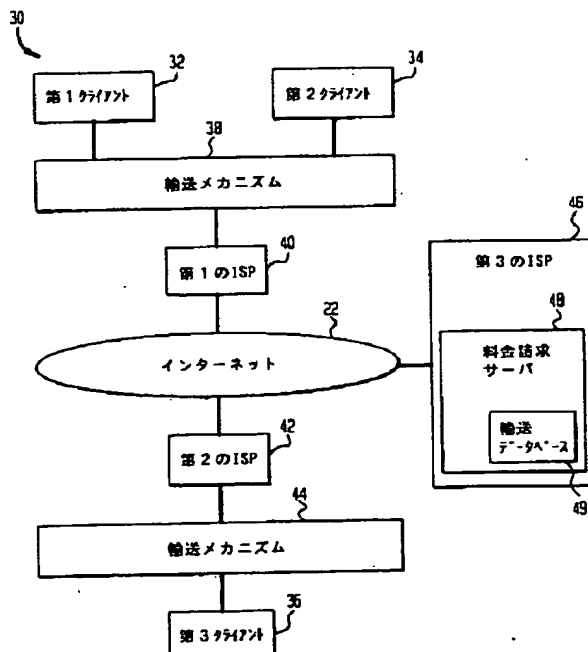 30
32
34
第1クライアント
第2クライアント
38
輸送メカニズム
40
46
第1のISP
第3のISP
22
48
インターネット
料金請求
サーバ
42
輸送
データベース
第2のISP
49
44
輸送メカニズム
36
第3クライアント